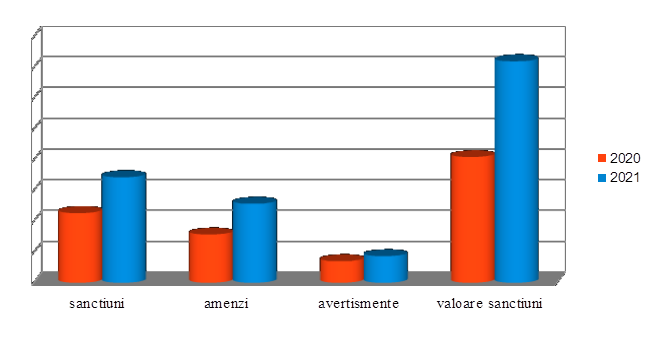 2020
2021
sanctiuni
amenzi
avertismente
valoare sanctiuni